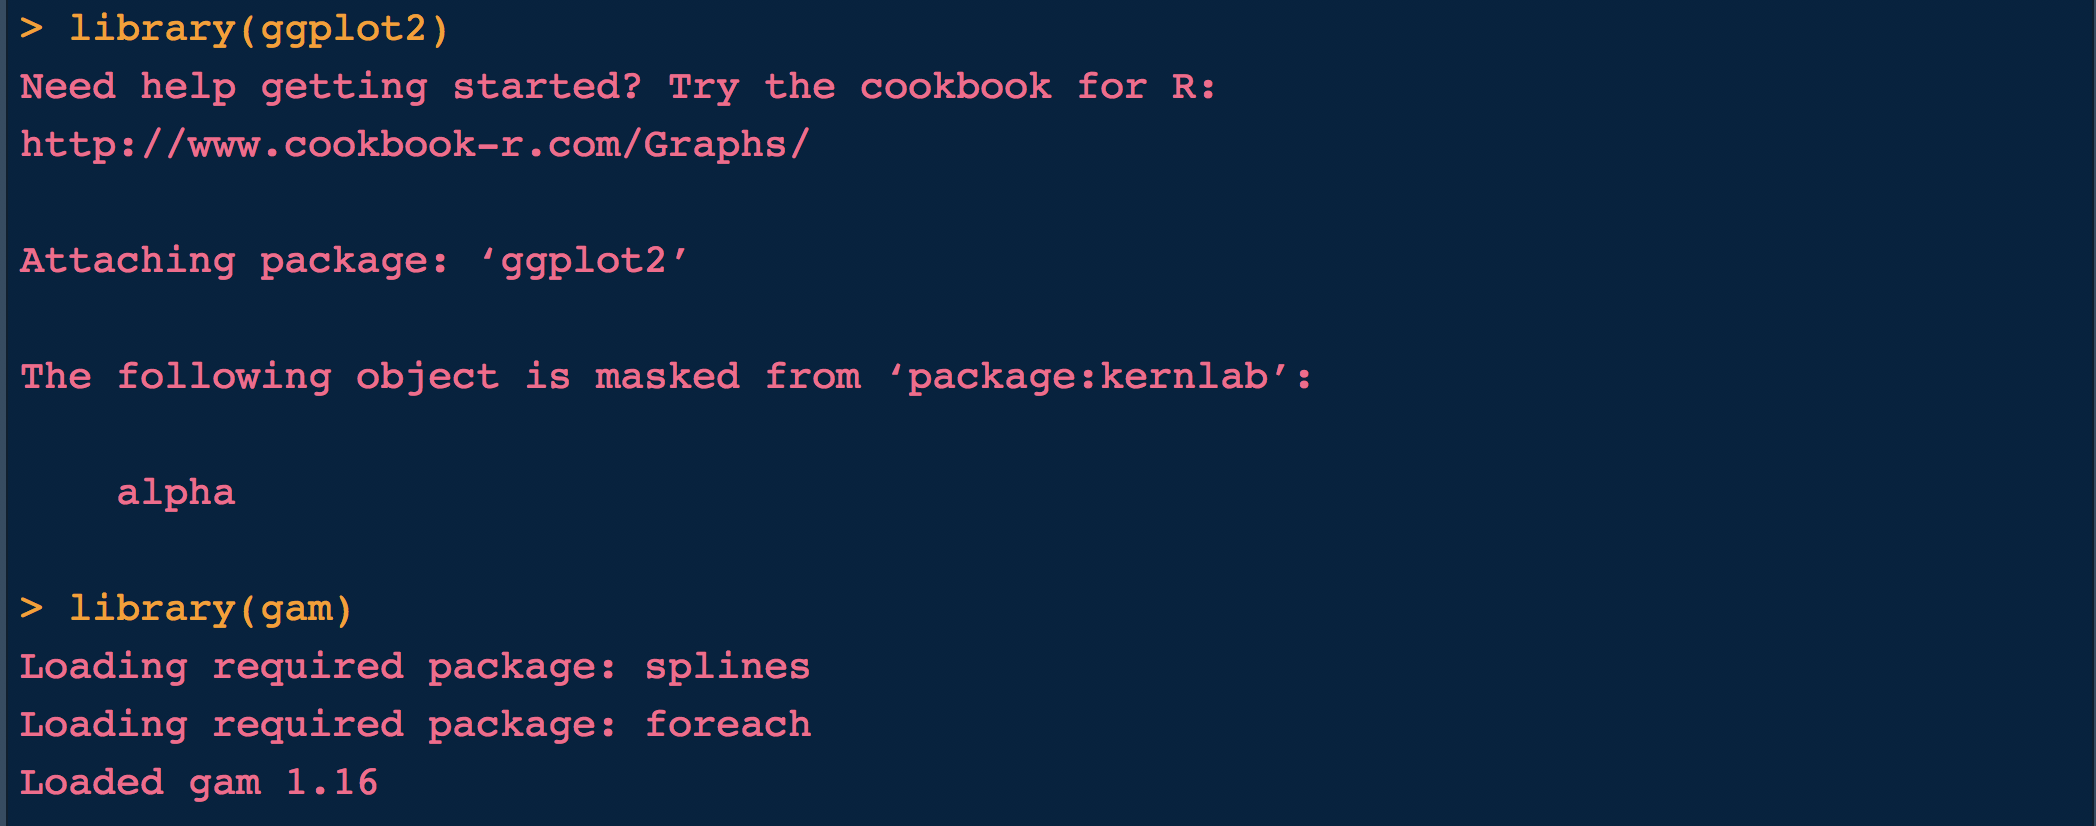 > library(ggplot2)
Need help getting started? Try the cookbook for R:
http://www.cookbook-r.com/Graphs/
Attaching package: ‘ggplot2’
The following object is masked from ‘package:kernlab’:
alpha
> library(gam)
Loading required package: splines
Loading required package: foreach
Loaded gam 1.16